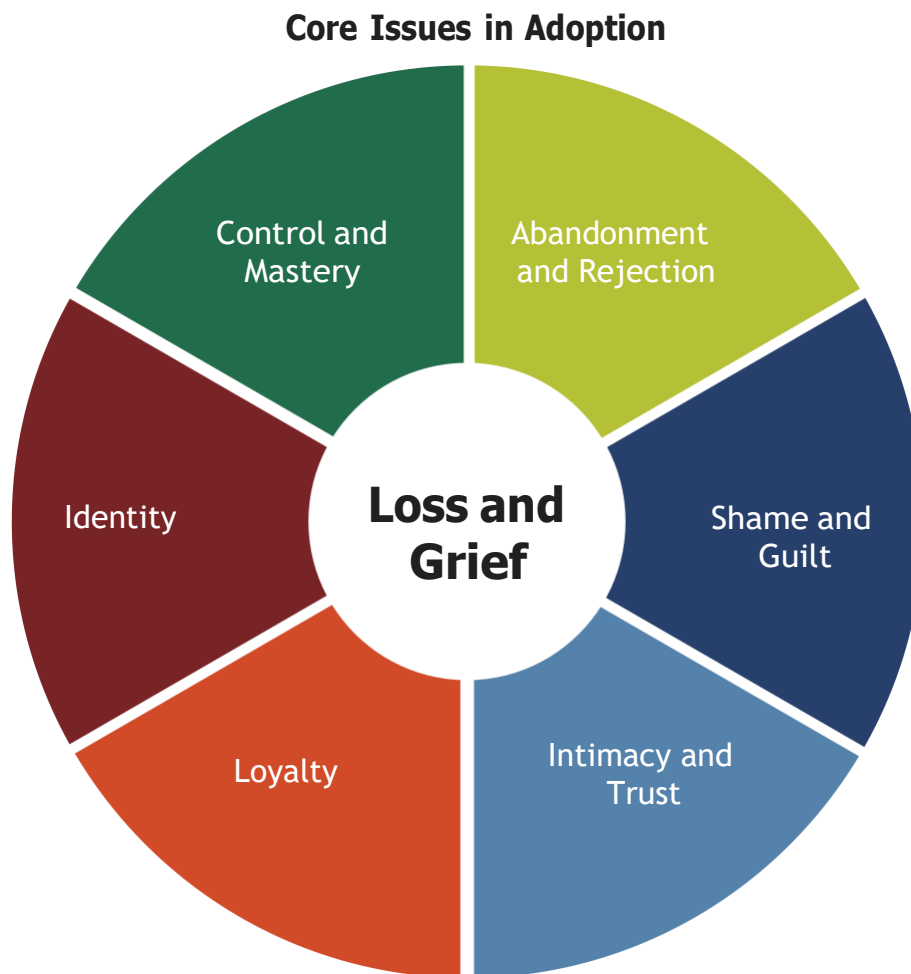 Core Issues in Adoption
Control and
Mastery
Abandonment
and Rejection
Identity
Loss and
Grief
Shame and
Guilt
Loyalty
Intimacy and
Trust